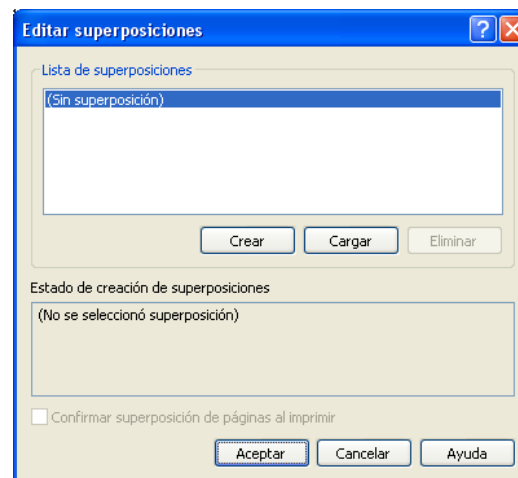 Editar superposiciones
Lista de superposiciones
(Sin superposición)
Crear Cargar Eliminar
Estado de creación de superposiciones
(No se seleccionó superposición)
Confirmar superposición de páginas al imprimir
Aceptar Cancelar Ayuda